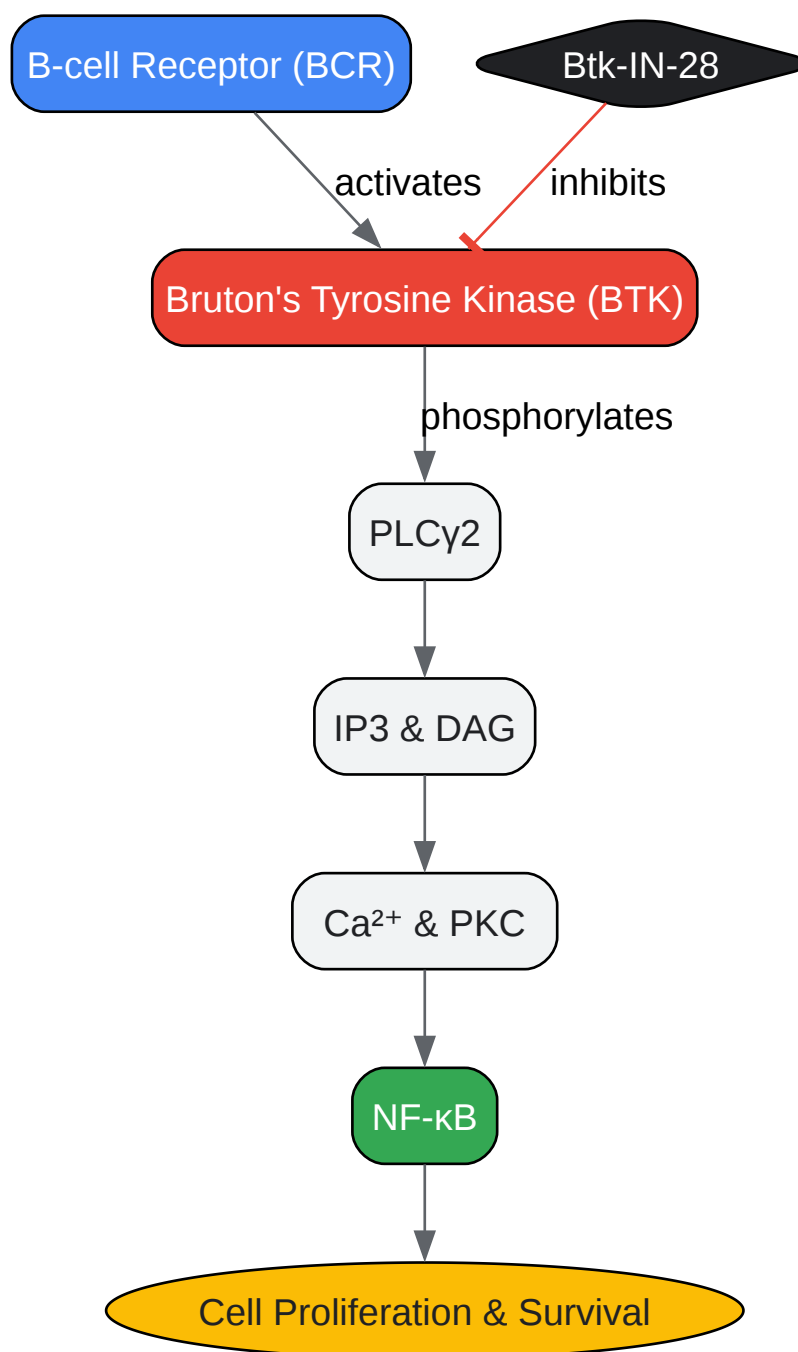 B-cell Receptor (BCR)
Btk-IN-28
activates
inhibits
Bruton's Tyrosine Kinase (BTK)
phosphorylates
PLCγ2
IP3 & DAG
Ca²⁺ & PKC
NF-κB
Cell Proliferation & Survival